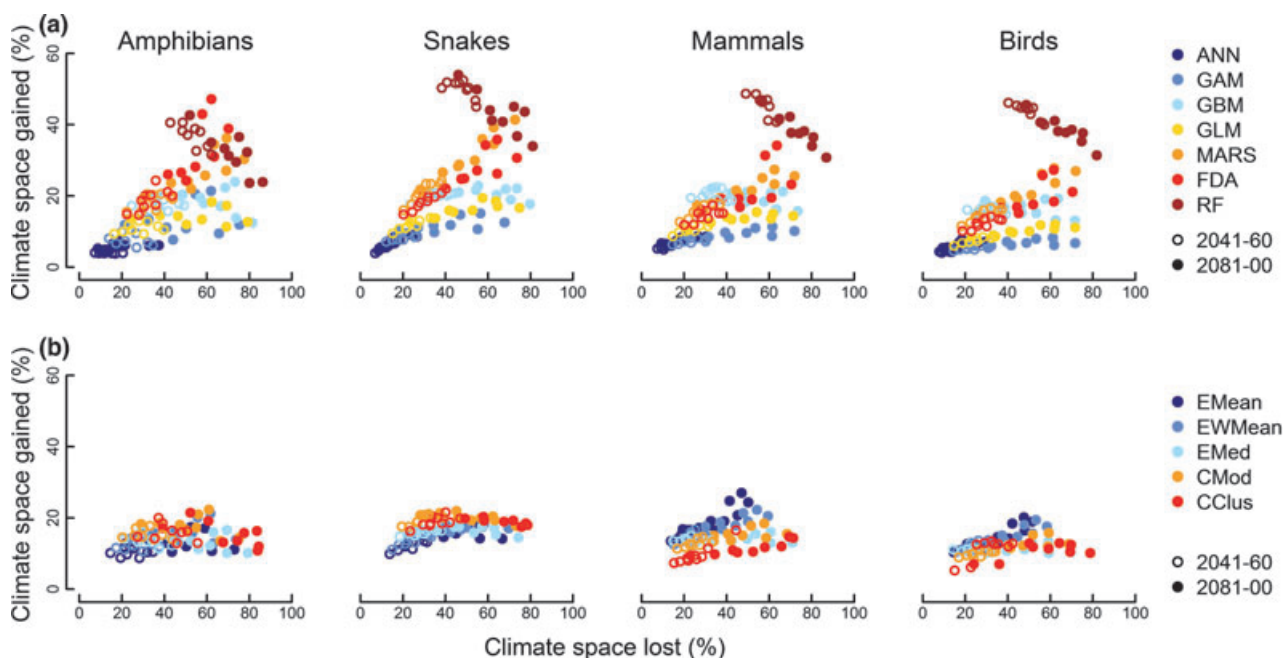 (a)
Amphibians
Snakes
Mammals
Birds
Climate space gained (%)
0 20 40 60
0 20 40 60 80 100
0 20 40 60 80 100
0 20 40 60 80 100
0 20 40 60 80 100
ANN
GAM
GBM
GLM
MARS
FDA
RF
2041-60
2081-00
(b)
Climate space gained (%)
0 20 40 60
0 20 40 60 80 100
0 20 40 60 80 100
0 20 40 60 80 100
0 20 40 60 80 100
EMean
EWMean
EMed
CMod
CClus
2041-60
2081-00
Climate space lost (%)